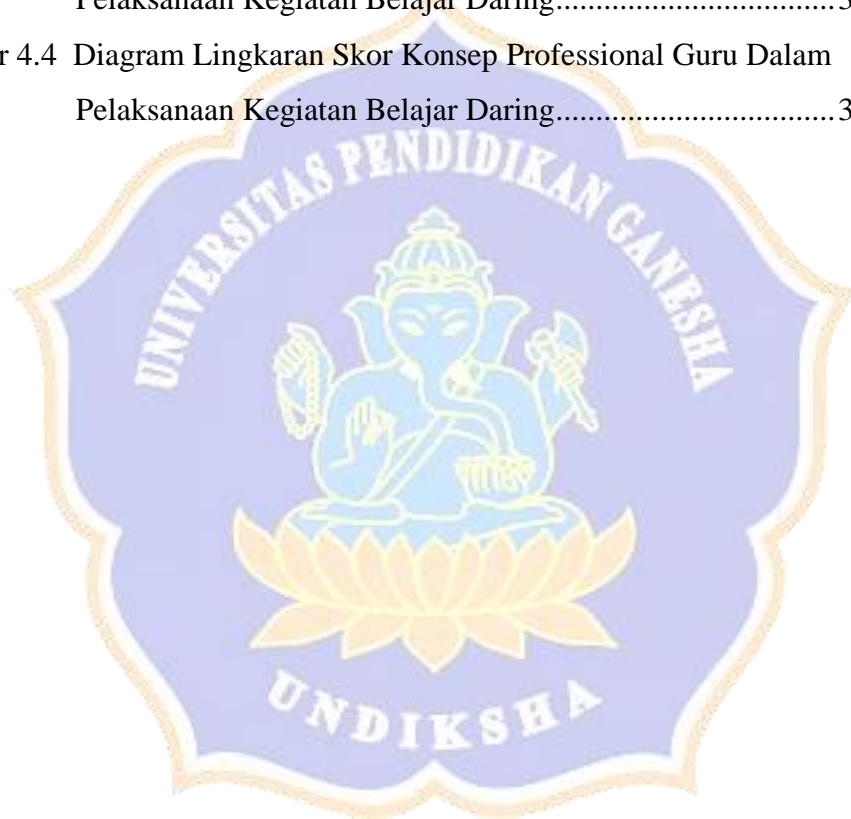 Pelaksanaan Kegiatan Belajar Daring..................................3
r 4.4 Diagram Lingkaran Skor Konsep Professional Guru Dalam
Pelaksanaan Kegiatan Belajar Daring..................................3
UNIVERSITAS PENDIDIKAN GANESHA
UNDIKSHA